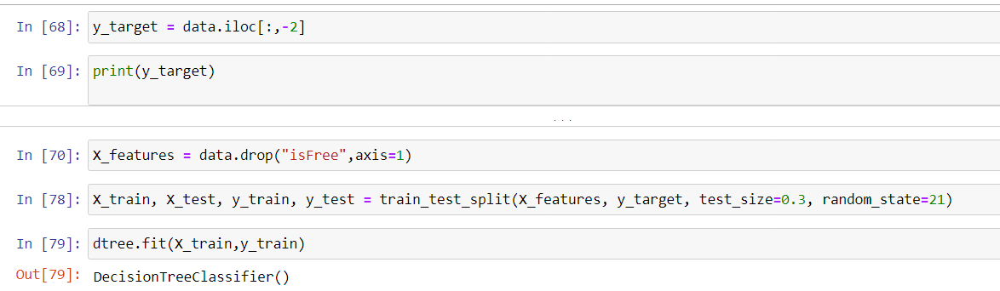 In [68]: y_target = data.iloc[:,-2]
In [69]: print(y_target)
...
In [70]: X_features = data.drop("isFree",axis=1)
In [78]: X_train, X_test, y_train, y_test = train_test_split(X_features, y_target, test_size=0.3, random_state=21)
In [79]: dtree.fit(X_train,y_train)
Out[79]: DecisionTreeClassifier()